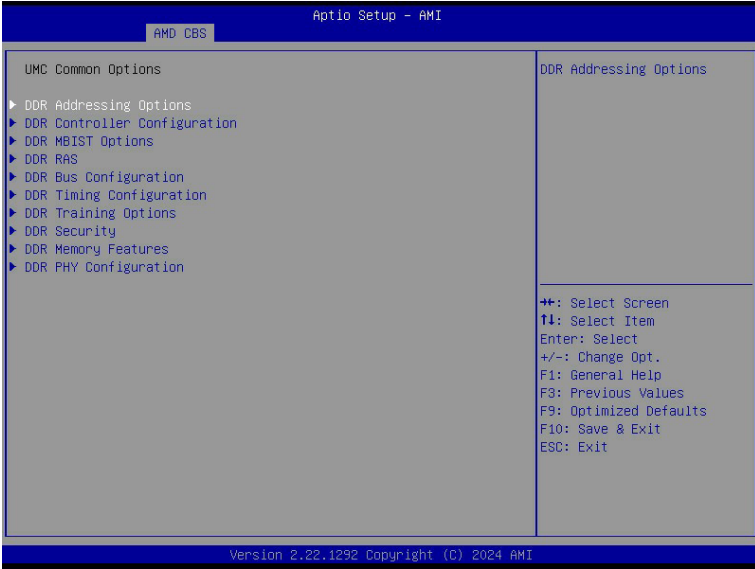 Aptio Setup - AMI
AMD CBS
UMC Common Options
DDR Addressing Options
DDR Controller Configuration
DDR MBIST Options
DDR RAS
DDR Bus Configuration
DDR Timing Configuration
DDR Training Options
DDR Security
DDR Memory Features
DDR PHY Configuration
DDR Addressing Options
→←: Select Screen
↑↓: Select Item
Enter: Select
+/-: Change Opt.
F1: General Help
F3: Previous Values
F9: Optimized Defaults
F10: Save & Exit
ESC: Exit
Version 2.22.1292 Copyright (C) 2024 AMI